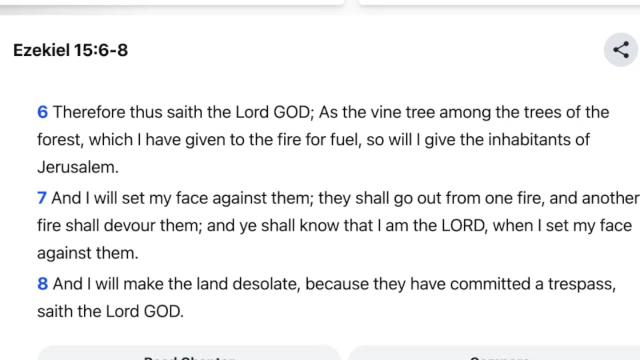 Ezekiel 15:6-8
6 Therefore thus saith the Lord GOD; As the vine tree among the trees of the
forest, which I have given to the fire for fuel, so will I give the inhabitants of
Jerusalem.
7 And I will set my face against them; they shall go out from one fire, and another
fire shall devour them; and ye shall know that I am the LORD, when I set my face
against them.
8 And I will make the land desolate, because they have committed a trespass,
saith the Lord GOD.
Read Chapter Compare